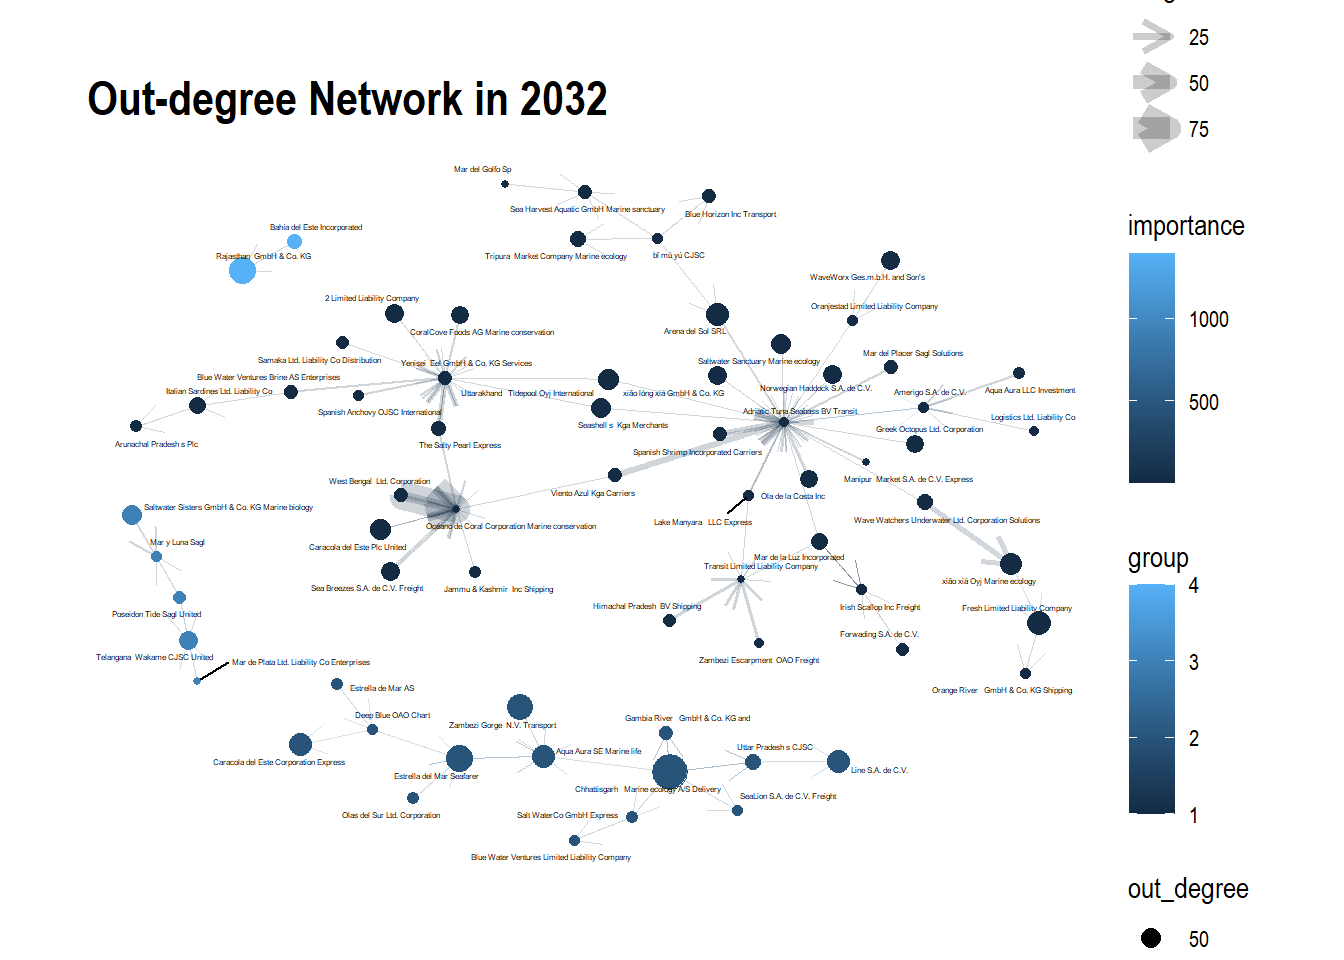 Out-degree Network in 2032
25
50
75
importance
1000
500
group
4
3
2
1
out_degree
50
Mar del Golfo Sp
Sea Harvest Aquatic GmbH Marine sanctuary
Blue Horizon Inc Transport
Bahía del Este Incorporated
Rajasthan GmbH & Co. KG
Tripura Market Company Marine ecology
bǐ mù yú CJSC
WaveWorx Ges.m.b.H. and Son's
2 Limited Liability Company
Oranjestad Limited Liability Company
CoralCove Foods AG Marine conservation
Arena del Sol SRL
Samaka Ltd. Liability Co Distribution
Yenisei Eel GmbH & Co. KG Services
Saltwater Sanctuary Marine ecology
Mar del Placer Sagl Solutions
Blue Water Ventures Brine AS Enterprises
Italian Sardines Ltd. Liability Co
Uttarakhand Tidepool Oyj International
xiǎo lóng xiā GmbH & Co. KG
Norwegian Haddock S.A. de C.V.
Amerigo S.A. de C.V.
Aqua Aura LLC Investment
Spanish Anchovy OJSC International
Seashell s Kga Merchants
Adriatic Tuna Seabass BV Transit
Logistics Ltd. Liability Co
Greek Octopus Ltd. Corporation
Arunachal Pradesh s Plc
The Salty Pearl Express
Spanish Shrimp Incorporated Carriers
Manipur Market S.A. de C.V. Express
West Bengal Ltd. Corporation
Viento Azul Kga Carriers
Ola de la Costa Inc
Saltwater Sisters GmbH & Co. KG Marine biology
Océano de Coral Corporation Marine conservation
Lake Manyara LLC Express
Wave Watchers Underwater Ltd. Corporation Solutions
Mar y Luna Sagl
Caracola del Este Plc United
Mar de la Luz Incorporated
Transit Limited Liability Company
xiǎo xiā Oyj Marine ecology
Sea Breezes S.A. de C.V. Freight
Jammu & Kashmir Inc Shipping
Himachal Pradesh BV Shipping
Irish Scallop Inc Freight
Fresh Limited Liability Company
Poseidon Tide Sagl United
Forwading S.A. de C.V.
Telangana Wakame CJSC United
Mar de Plata Ltd. Liability Co Enterprises
Zambezi Escarpment OAO Freight
Orange River GmbH & Co. KG Shipping
Estrella de Mar AS
Deep Blue OAO Chart
Zambezi Gorge N.V. Transport
Gambia River GmbH & Co. KG and
Caracola del Este Corporation Express
Aqua Aura SE Marine life
Uttar Pradesh s CJSC
Estrella del Mar Seafarer
Line S.A. de C.V.
Chhattisgarh Marine ecology A/S Delivery
SeaLion S.A. de C.V. Freight
Olas del Sur Ltd. Corporation
Salt WaterCo GmbH Express
Blue Water Ventures Limited Liability Company